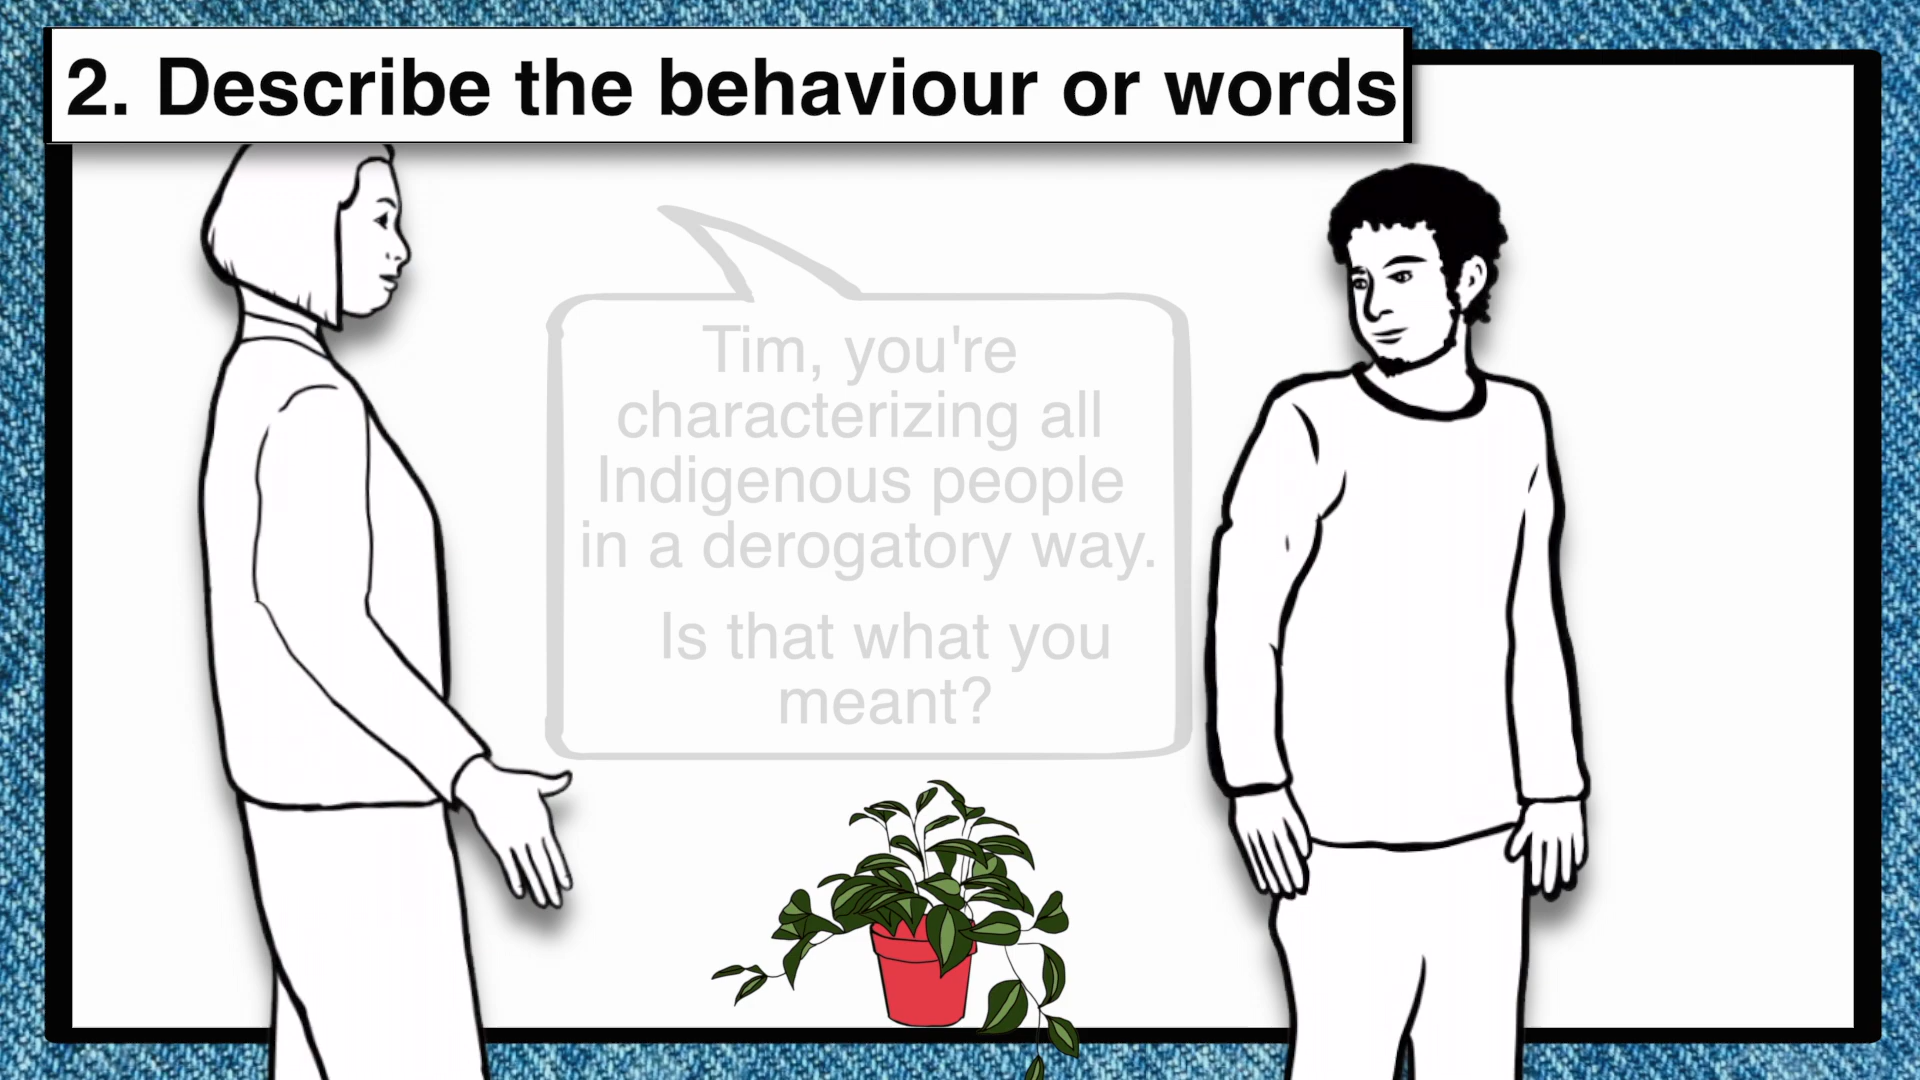 2. Describe the behaviour or words
Tim, you're
characterizing all
Indigenous people
in a derogatory way.
Is that what you
meant?